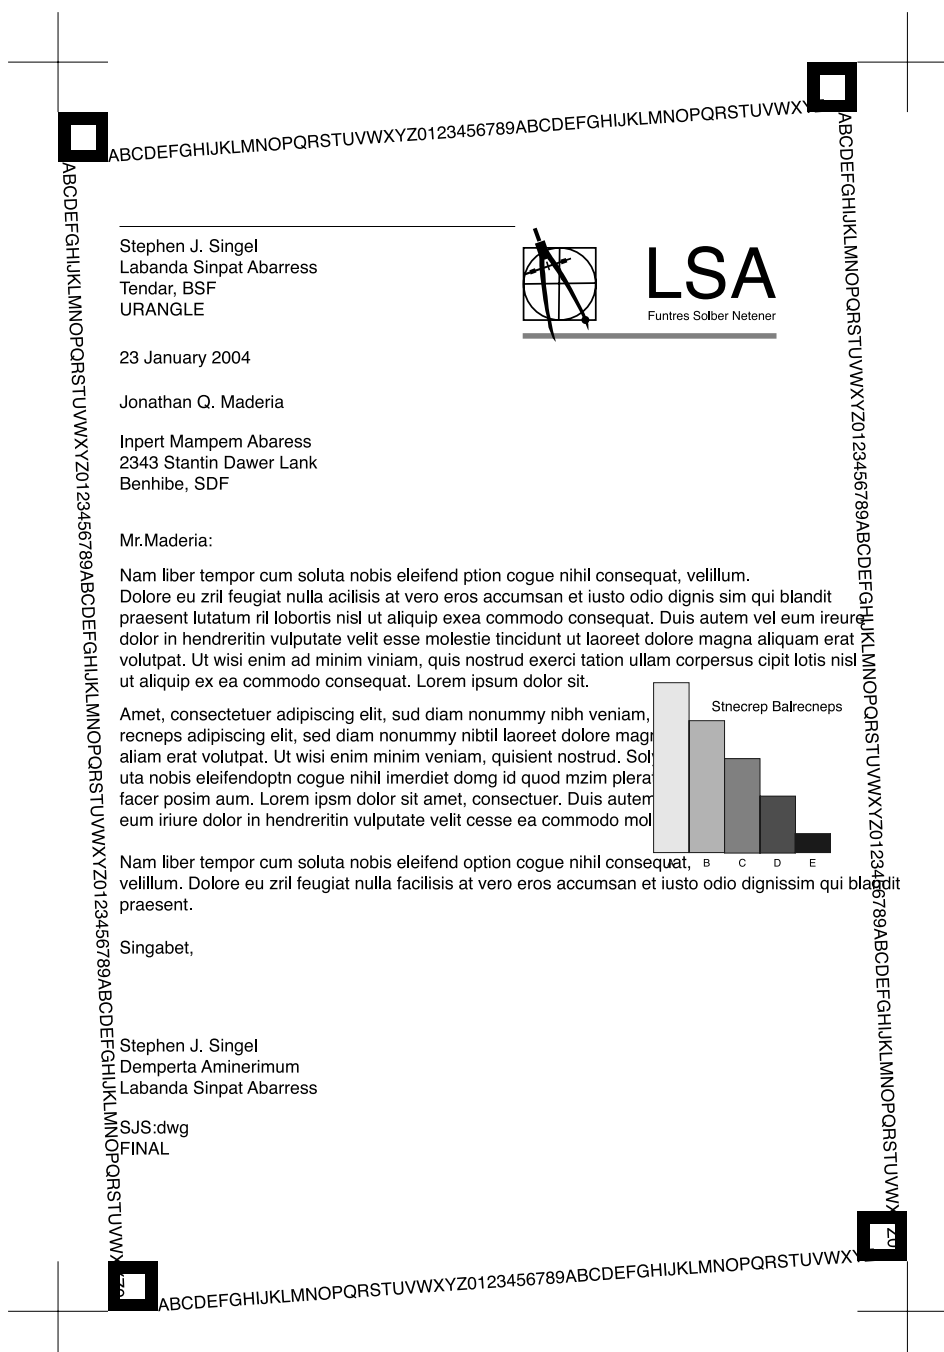 ABCDEFGHIJKLMNOPQRSTUVWXYZ0123456789ABCDEFGHIJKLMNOPQRSTUVWXY
ABCDEFGHIJKLMNOPQRSTUVWXYZ0123456789ABCDEFGHIJKLMNOPQRSTUVWXYZ0123456789ABCDEFGHIJKLMNOPQRSTUVWX
ABCDEFGHIJKLMNOPQRSTUVWXYZ0123456789ABCDEFGHIJKLMNOPQRSTUVWXYZ0123456789ABCDEFGHIJKLMNOPQRSTUVWX Z0
Stephen J. Singel
Labanda Sinpat Abarress
Tendar, BSF
URANGLE
LSA
Funtres Solber Netener
23 January 2004
Jonathan Q. Maderia
Inpert Mampem Abaress
2343 Stantin Dawer Lank
Benhibe, SDF
Mr.Maderia:
Nam liber tempor cum soluta nobis eleifend ption cogue nihil consequat, velillum.
Dolore eu zril feugiat nulla acilisis at vero eros accumsan et iusto odio dignis sim qui blandit
praesent lutatum ril lobortis nisl ut aliquip exea commodo consequat. Duis autem vel eum ireure
dolor in hendreritin vulputate velit esse molestie tincidunt ut laoreet dolore magna aliquam erat
volutpat. Ut wisi enim ad minim viniam, quis nostrud exerci tation ullam corpersus cipit lotis nisl
ut aliquip ex ea commodo consequat. Lorem ipsum dolor sit.
Amet, consectetuer adipiscing elit, sud diam nonummy nibh veniam,
recneps adipiscing elit, sed diam nonummy nibtil laoreet dolore magn
aliam erat volutpat. Ut wisi enim minim veniam, quisient nostrud. Solv
uta nobis eleifendoptn cogue nihil imerdiet domg id quod mzim plerat
facer posim aum. Lorem ipsm dolor sit amet, consectuer. Duis autem
eum iriure dolor in hendreritin vulputate velit cesse ea commodo mol
Stnecrep Balrecneps
A B C D E
Nam liber tempor cum soluta nobis eleifend option cogue nihil consequat,
velillum. Dolore eu zril feugiat nulla facilisis at vero eros accumsan et iusto odio dignissim qui blandit
praesent.
Singabet,
Stephen J. Singel
Demperta Aminerimum
Labanda Sinpat Abarress
SJS:dwg
FINAL
ABCDEFGHIJKLMNOPQRSTUVWXYZ0123456789ABCDEFGHIJKLMNOPQRSTUVWXY